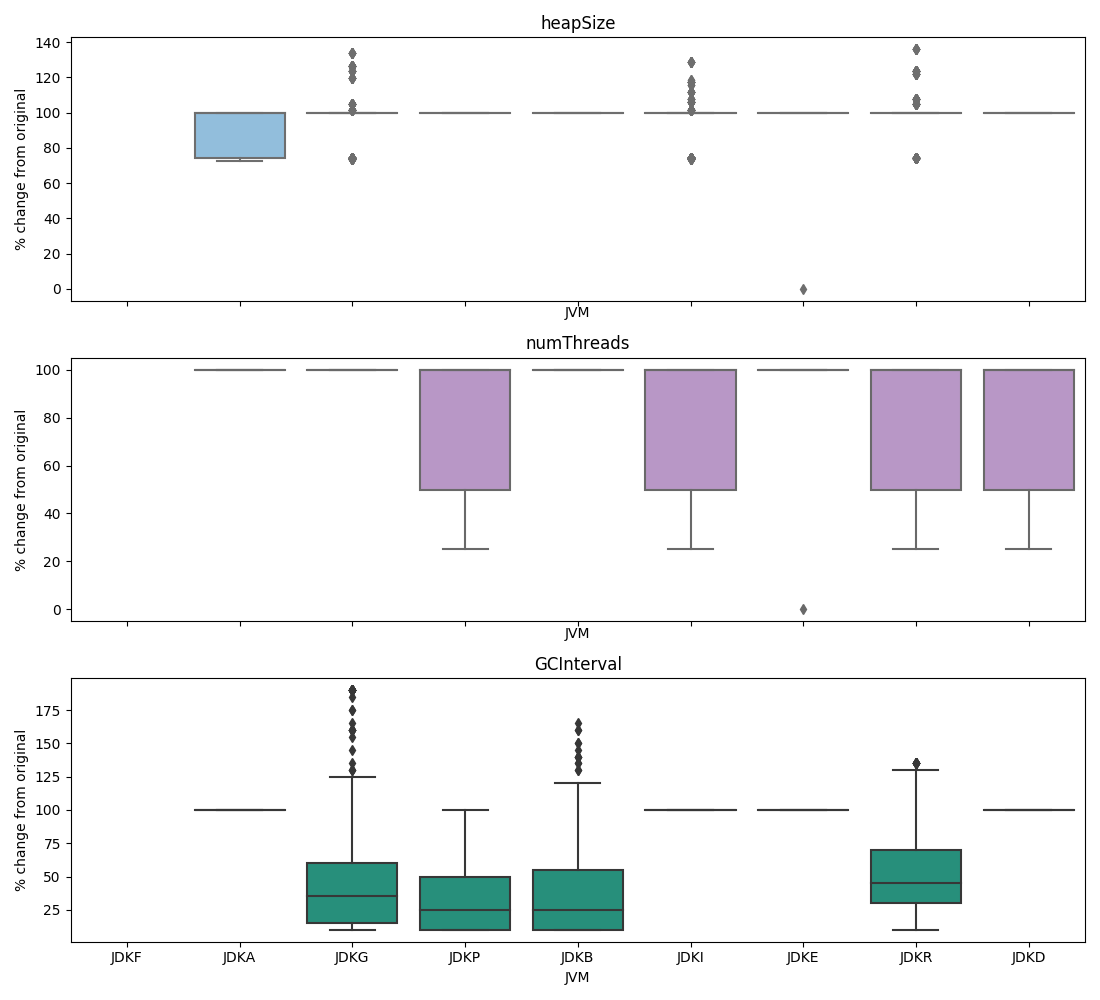 heapSize
% change from original
140
120
100
80
60
40
20
0
JVM
numThreads
% change from original
100
80
60
40
20
0
JVM
GCInterval
% change from original
175
150
125
100
75
50
25
JDKF JDKA JDKG JDKP JDKB JDKI JDKE JDKR JDKD
JVM